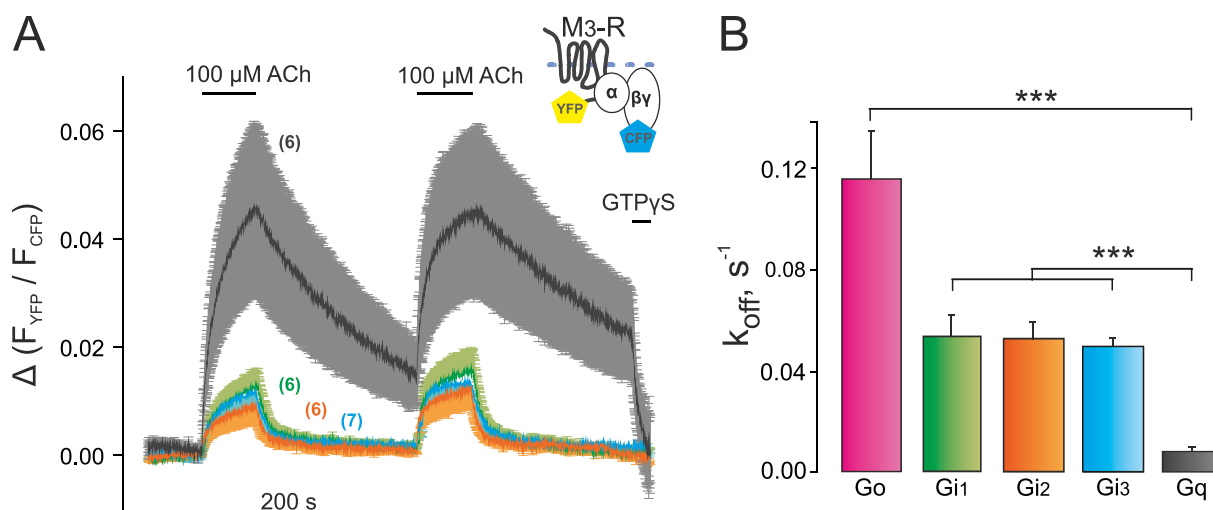 A
100 µM ACh
100 µM ACh
M3-R
α
βγ
YFP
CFP
GTPγS
Δ (FYFP / FCFP)
0.06
0.04
0.02
0.00
(6)
(6)
(6)
(7)
200 s
B
***
***
koff, s-1
0.12
0.08
0.04
0.00
Go
Gi1
Gi2
Gi3
Gq